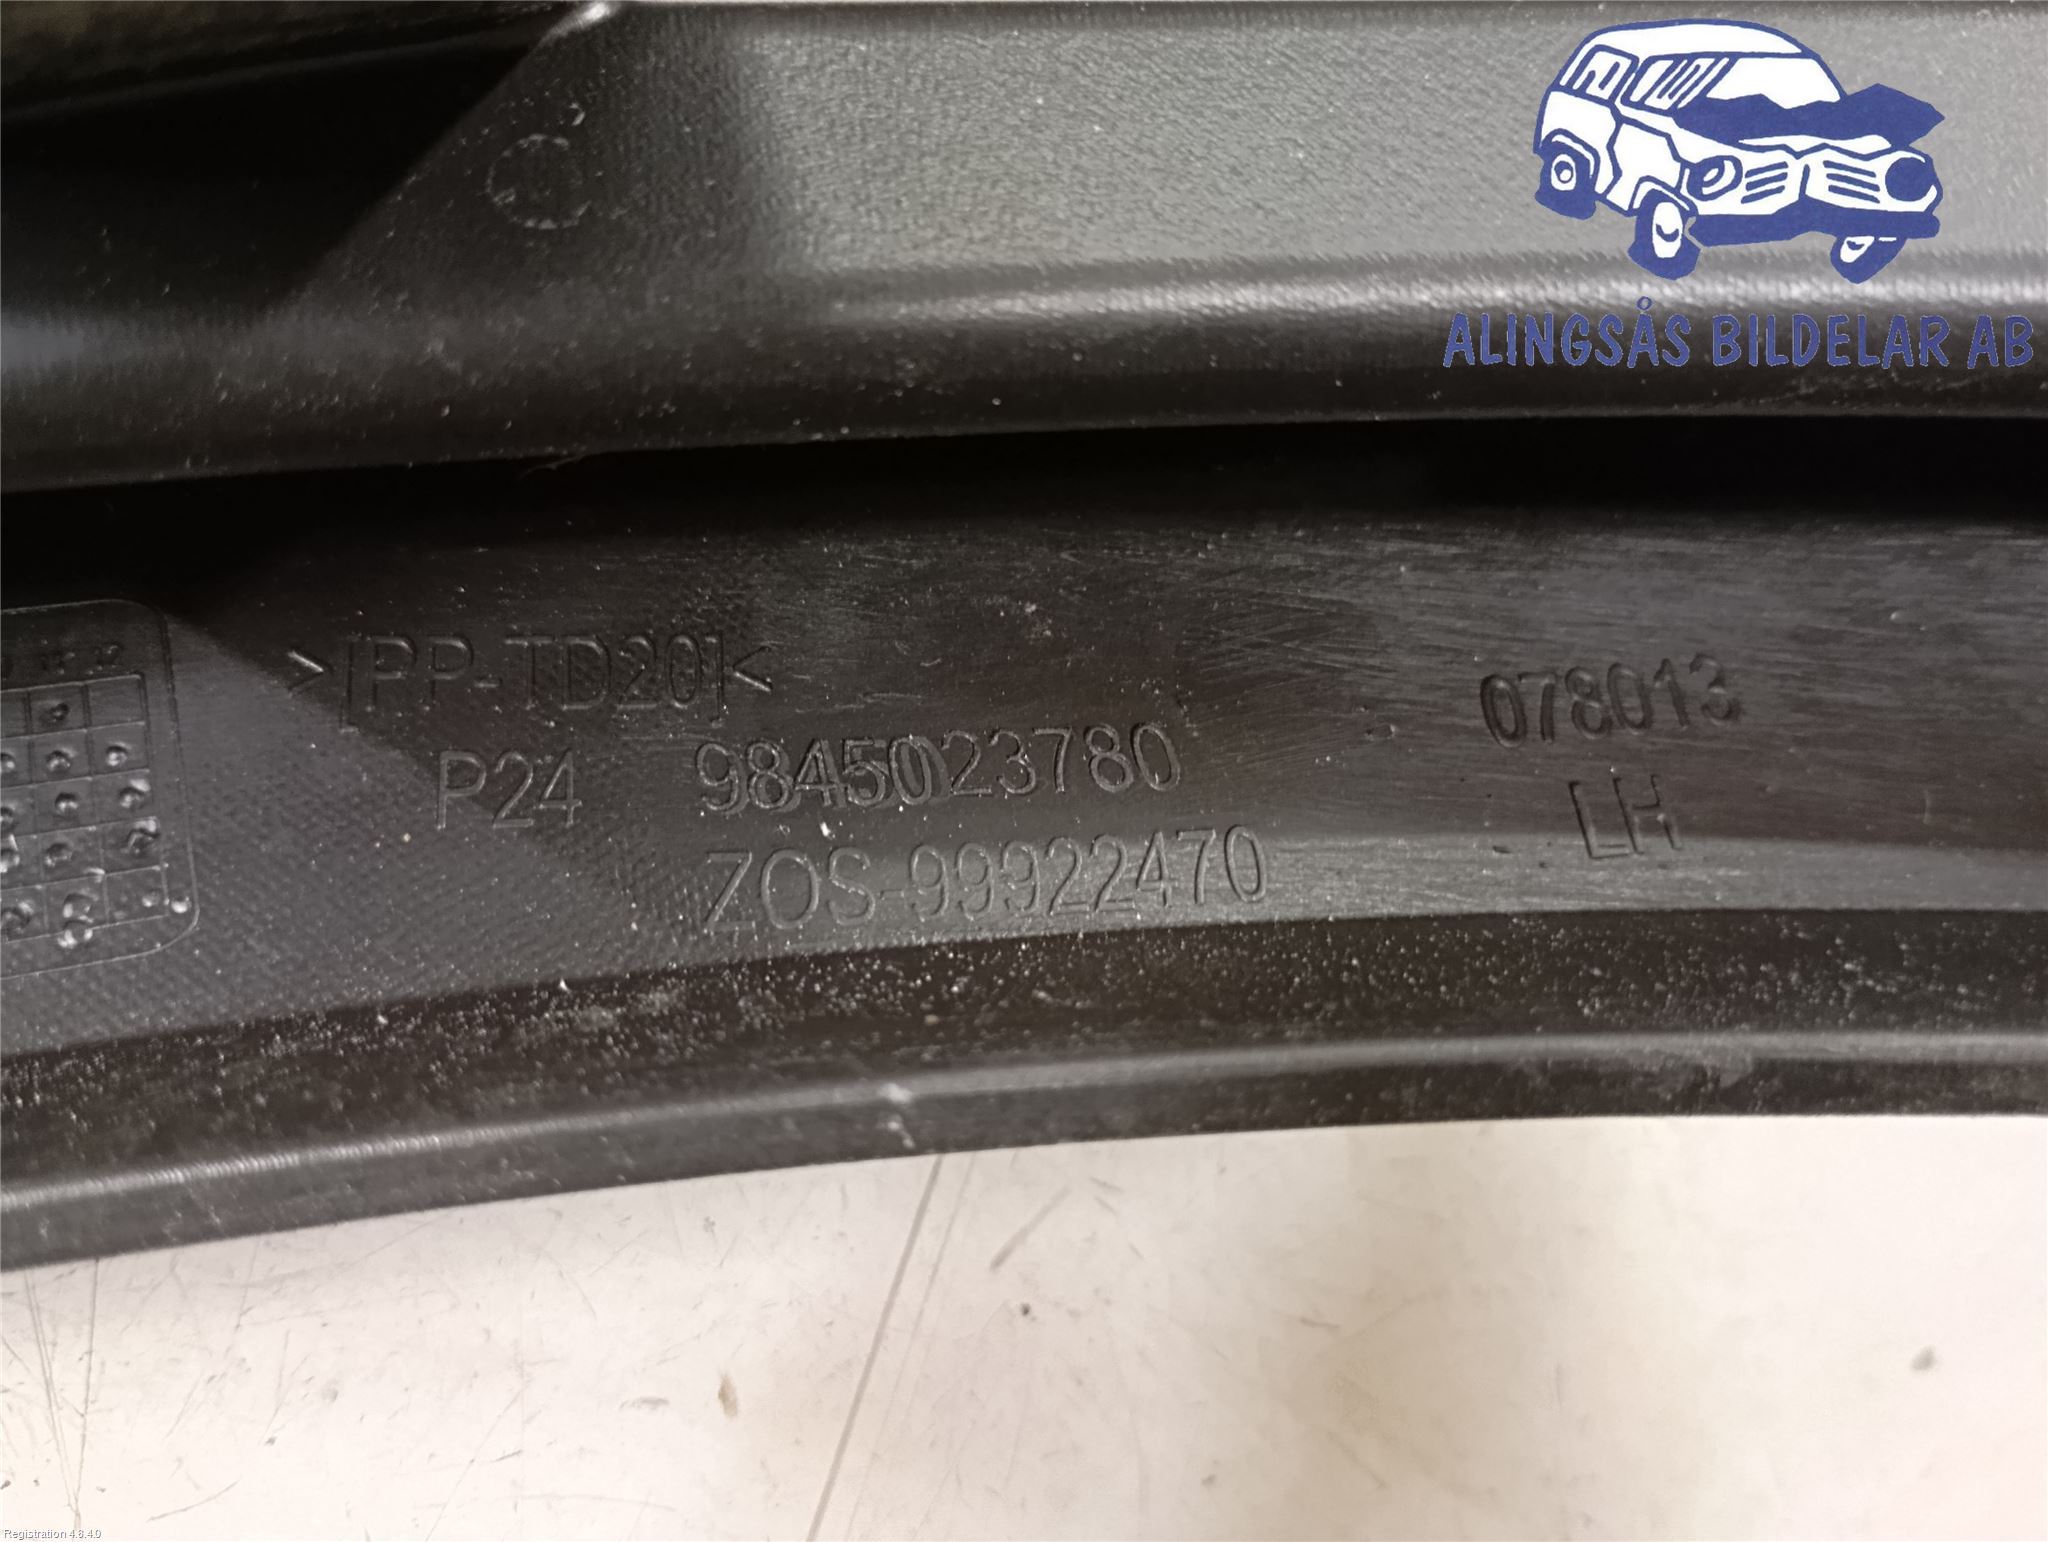 ALINGSÅS BILDELAR AB
>[PP-TD20]<
078013
P24 9845023780
LH
ZOS-99922470
Registration 4.8.4.0